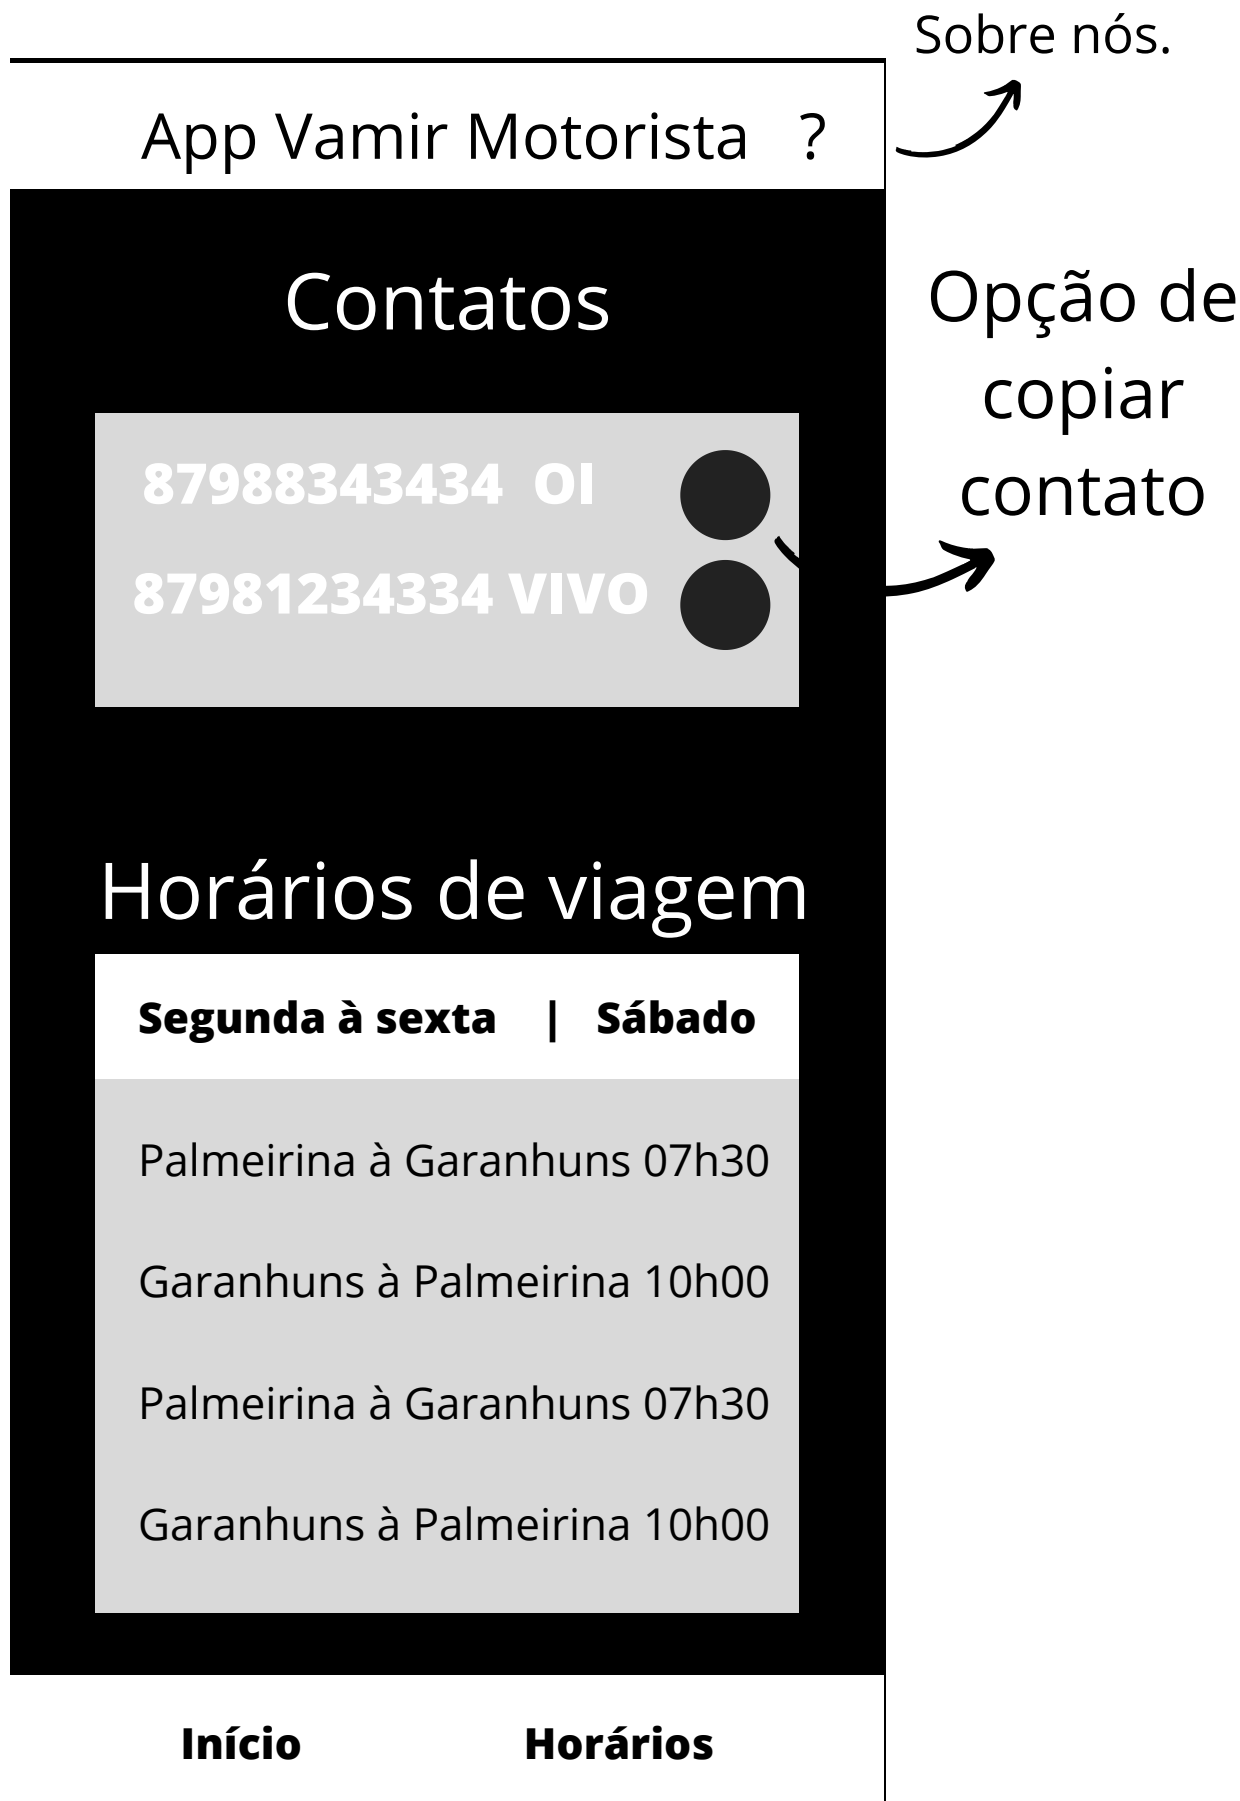 Sobre nós.
App Vamir Motorista ?
Contatos
Opção de
copiar
contato
87988343434 OI
87981234334 VIVO
Horários de viagem
Segunda à sexta | Sábado
Palmeirina à Garanhuns 07h30
Garanhuns à Palmeirina 10h00
Palmeirina à Garanhuns 07h30
Garanhuns à Palmeirina 10h00
Início Horários